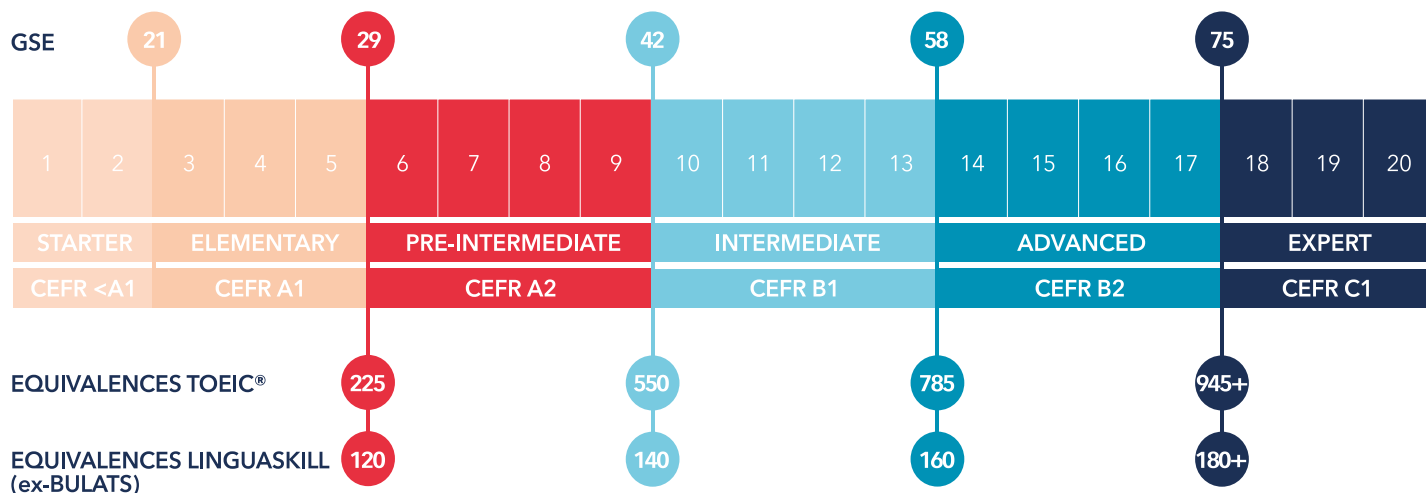 GSE 21 29 42 58 75
1 2 3 4 5 6 7 8 9 10 11 12 13 14 15 16 17 18 19 20
STARTER ELEMENTARY PRE-INTERMEDIATE INTERMEDIATE ADVANCED EXPERT
CEFR <A1 CEFR A1 CEFR A2 CEFR B1 CEFR B2 CEFR C1
EQUIVALENCES TOEIC® 225 550 785 945+
EQUIVALENCES LINGUASKILL 120 140 160 180+
(ex-BULATS)